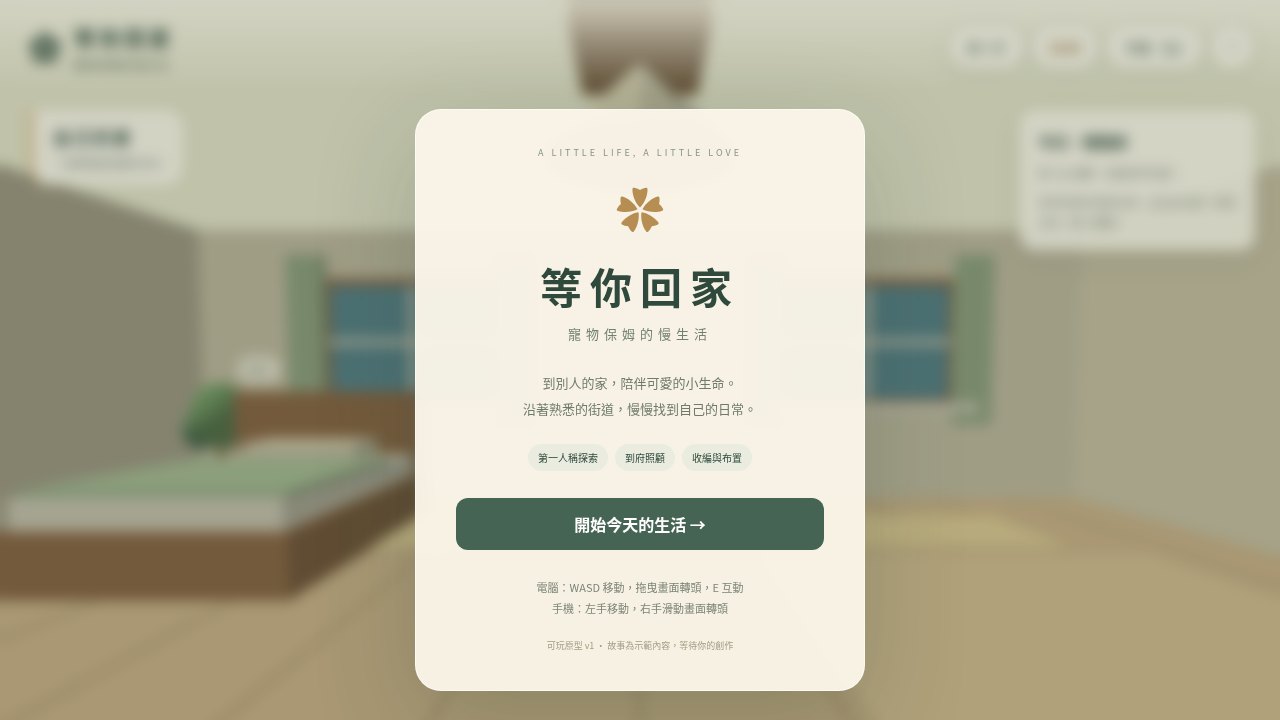 A LITTLE LIFE, A LITTLE LOVE
等你回家
寵物保姆的慢生活
到別人的家，陪伴可愛的小生命。
沿著熟悉的街道，慢慢找到自己的日常。
第一人稱探索
到府照顧
收編與布置
開始今天的生活 →
電腦：WASD 移動，拖曳畫面轉頭，E 互動
手機：左手移動，右手滑動畫面轉頭
可玩原型 v1 · 故事為示範內容，等待你的創作